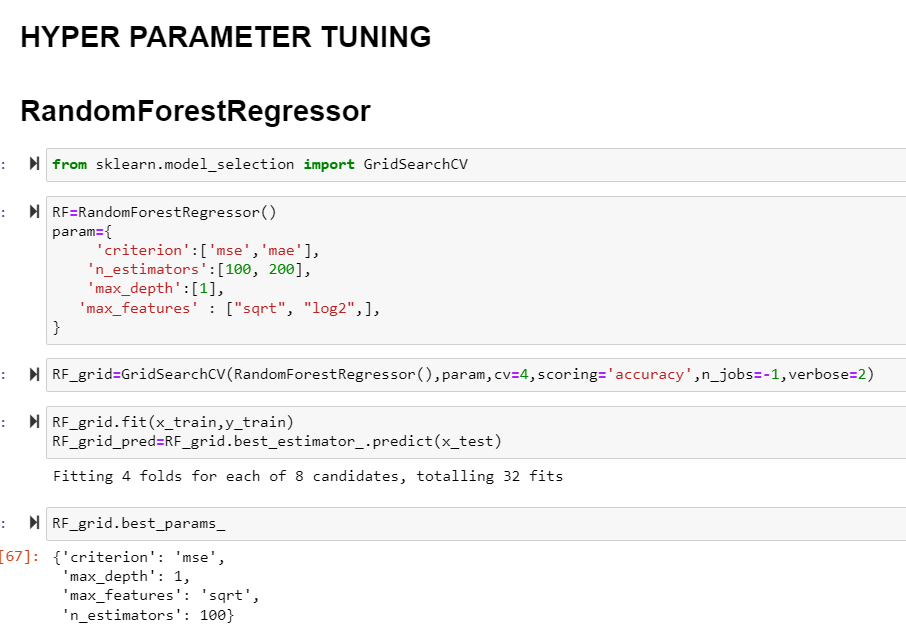 HYPER PARAMETER TUNING
RandomForestRegressor
:
from sklearn.model_selection import GridSearchCV
:
RF=RandomForestRegressor()
param={
     'criterion':['mse','mae'],
    'n_estimators':[100, 200],
    'max_depth':[1],
   'max_features' : ["sqrt", "log2",],
}
:
RF_grid=GridSearchCV(RandomForestRegressor(),param,cv=4,scoring='accuracy',n_jobs=-1,verbose=2)
:
RF_grid.fit(x_train,y_train)
RF_grid_pred=RF_grid.best_estimator_.predict(x_test)
Fitting 4 folds for each of 8 candidates, totalling 32 fits
:
RF_grid.best_params_
[67]: {'criterion': 'mse',
 'max_depth': 1,
 'max_features': 'sqrt',
 'n_estimators': 100}